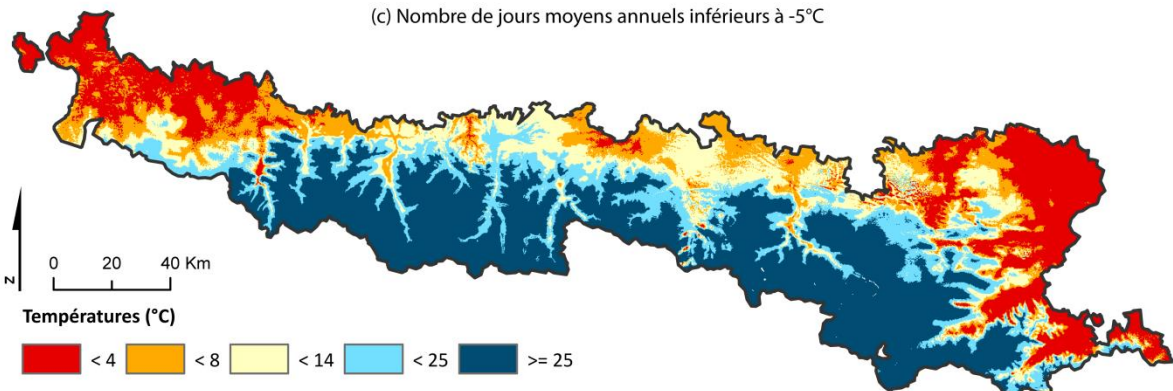 (c) Nombre de jours moyens annuels inférieurs à -5°C
N
0 20 40 Km
Températures (°C)
< 4 < 8 < 14 < 25 >= 25